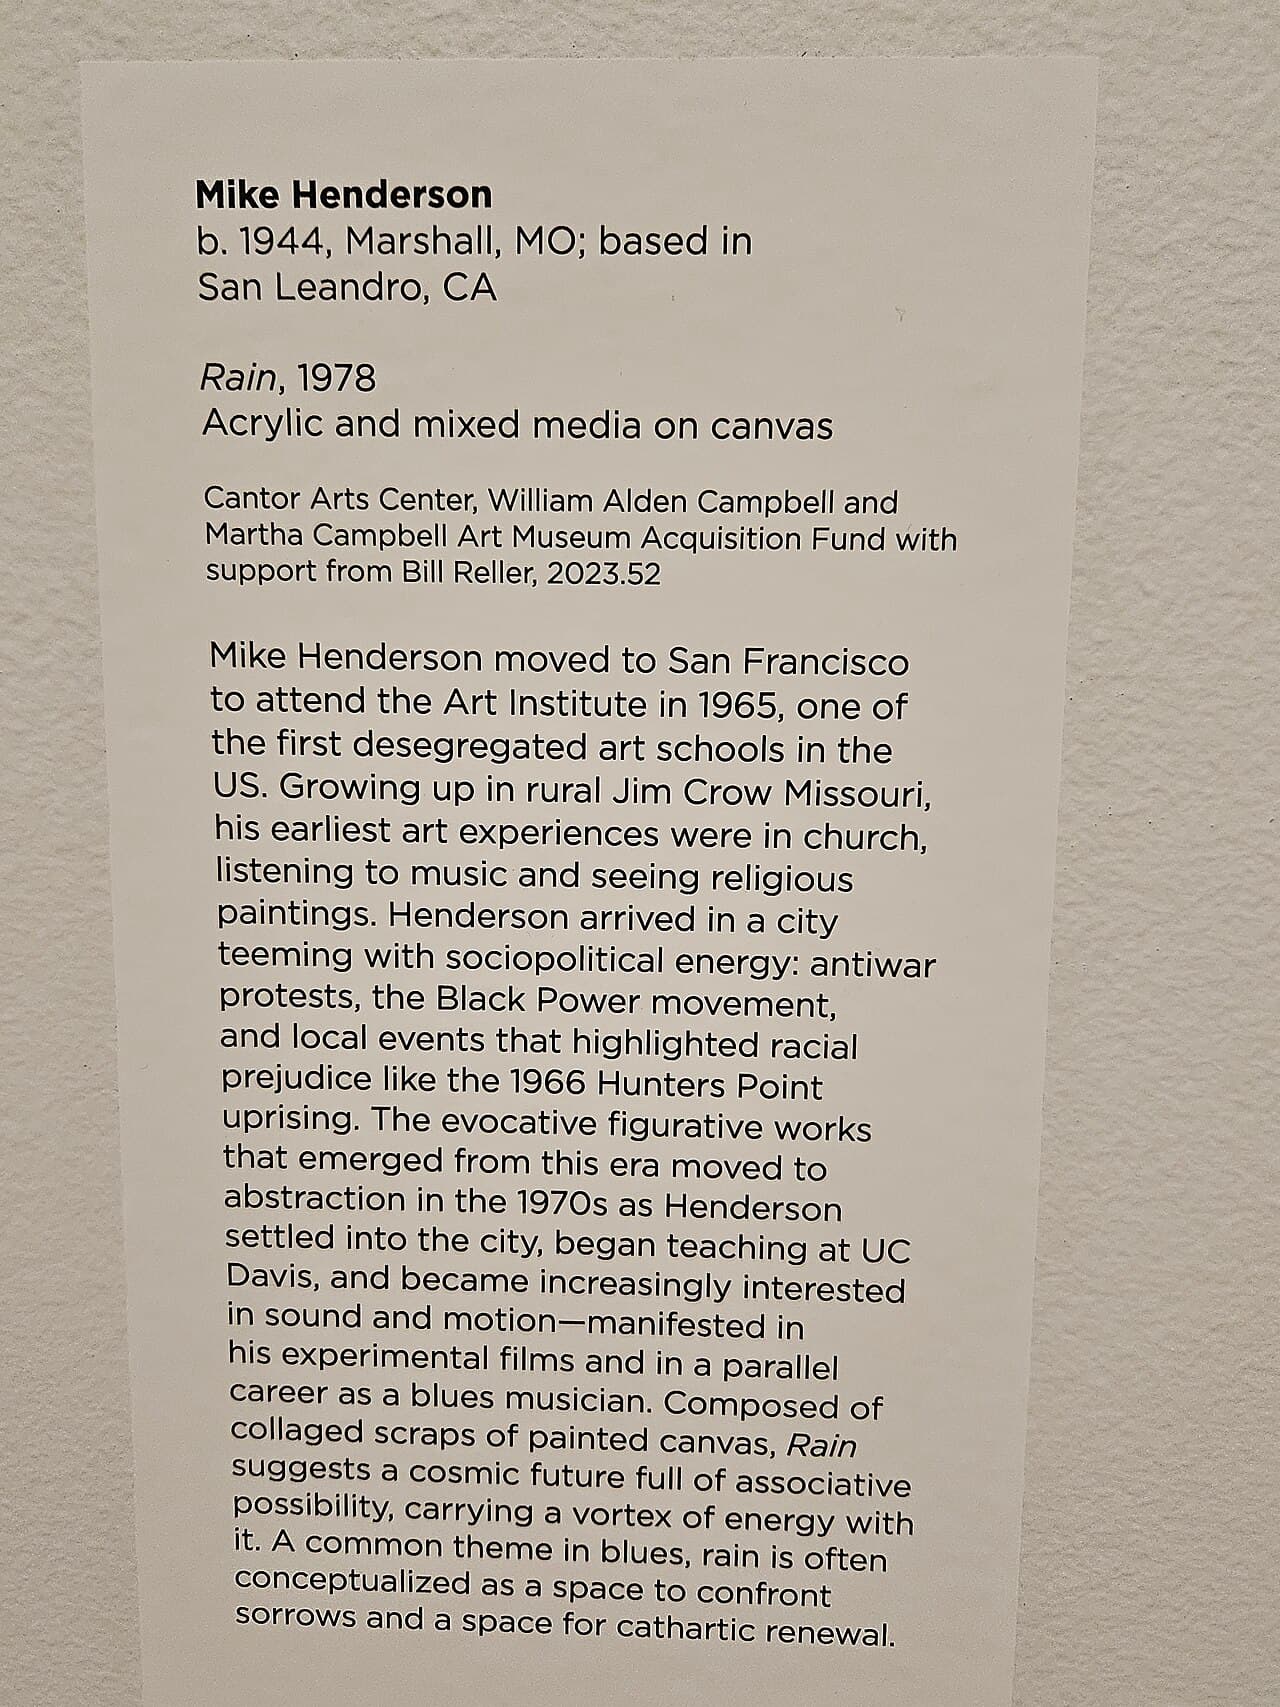 Mike Henderson
b. 1944, Marshall, MO; based in
San Leandro, CA
Rain, 1978
Acrylic and mixed media on canvas
Cantor Arts Center, William Alden Campbell and
Martha Campbell Art Museum Acquisition Fund with
support from Bill Reller, 2023.52
Mike Henderson moved to San Francisco
to attend the Art Institute in 1965, one of
the first desegregated art schools in the
US. Growing up in rural Jim Crow Missouri,
his earliest art experiences were in church,
listening to music and seeing religious
paintings. Henderson arrived in a city
teeming with sociopolitical energy: antiwar
protests, the Black Power movement,
and local events that highlighted racial
prejudice like the 1966 Hunters Point
uprising. The evocative figurative works
that emerged from this era moved to
abstraction in the 1970s as Henderson
settled into the city, began teaching at UC
Davis, and became increasingly interested
in sound and motion—manifested in
his experimental films and in a parallel
career as a blues musician. Composed of
collaged scraps of painted canvas, Rain
suggests a cosmic future full of associative
possibility, carrying a vortex of energy with
it. A common theme in blues, rain is often
conceptualized as a space to confront
sorrows and a space for cathartic renewal.